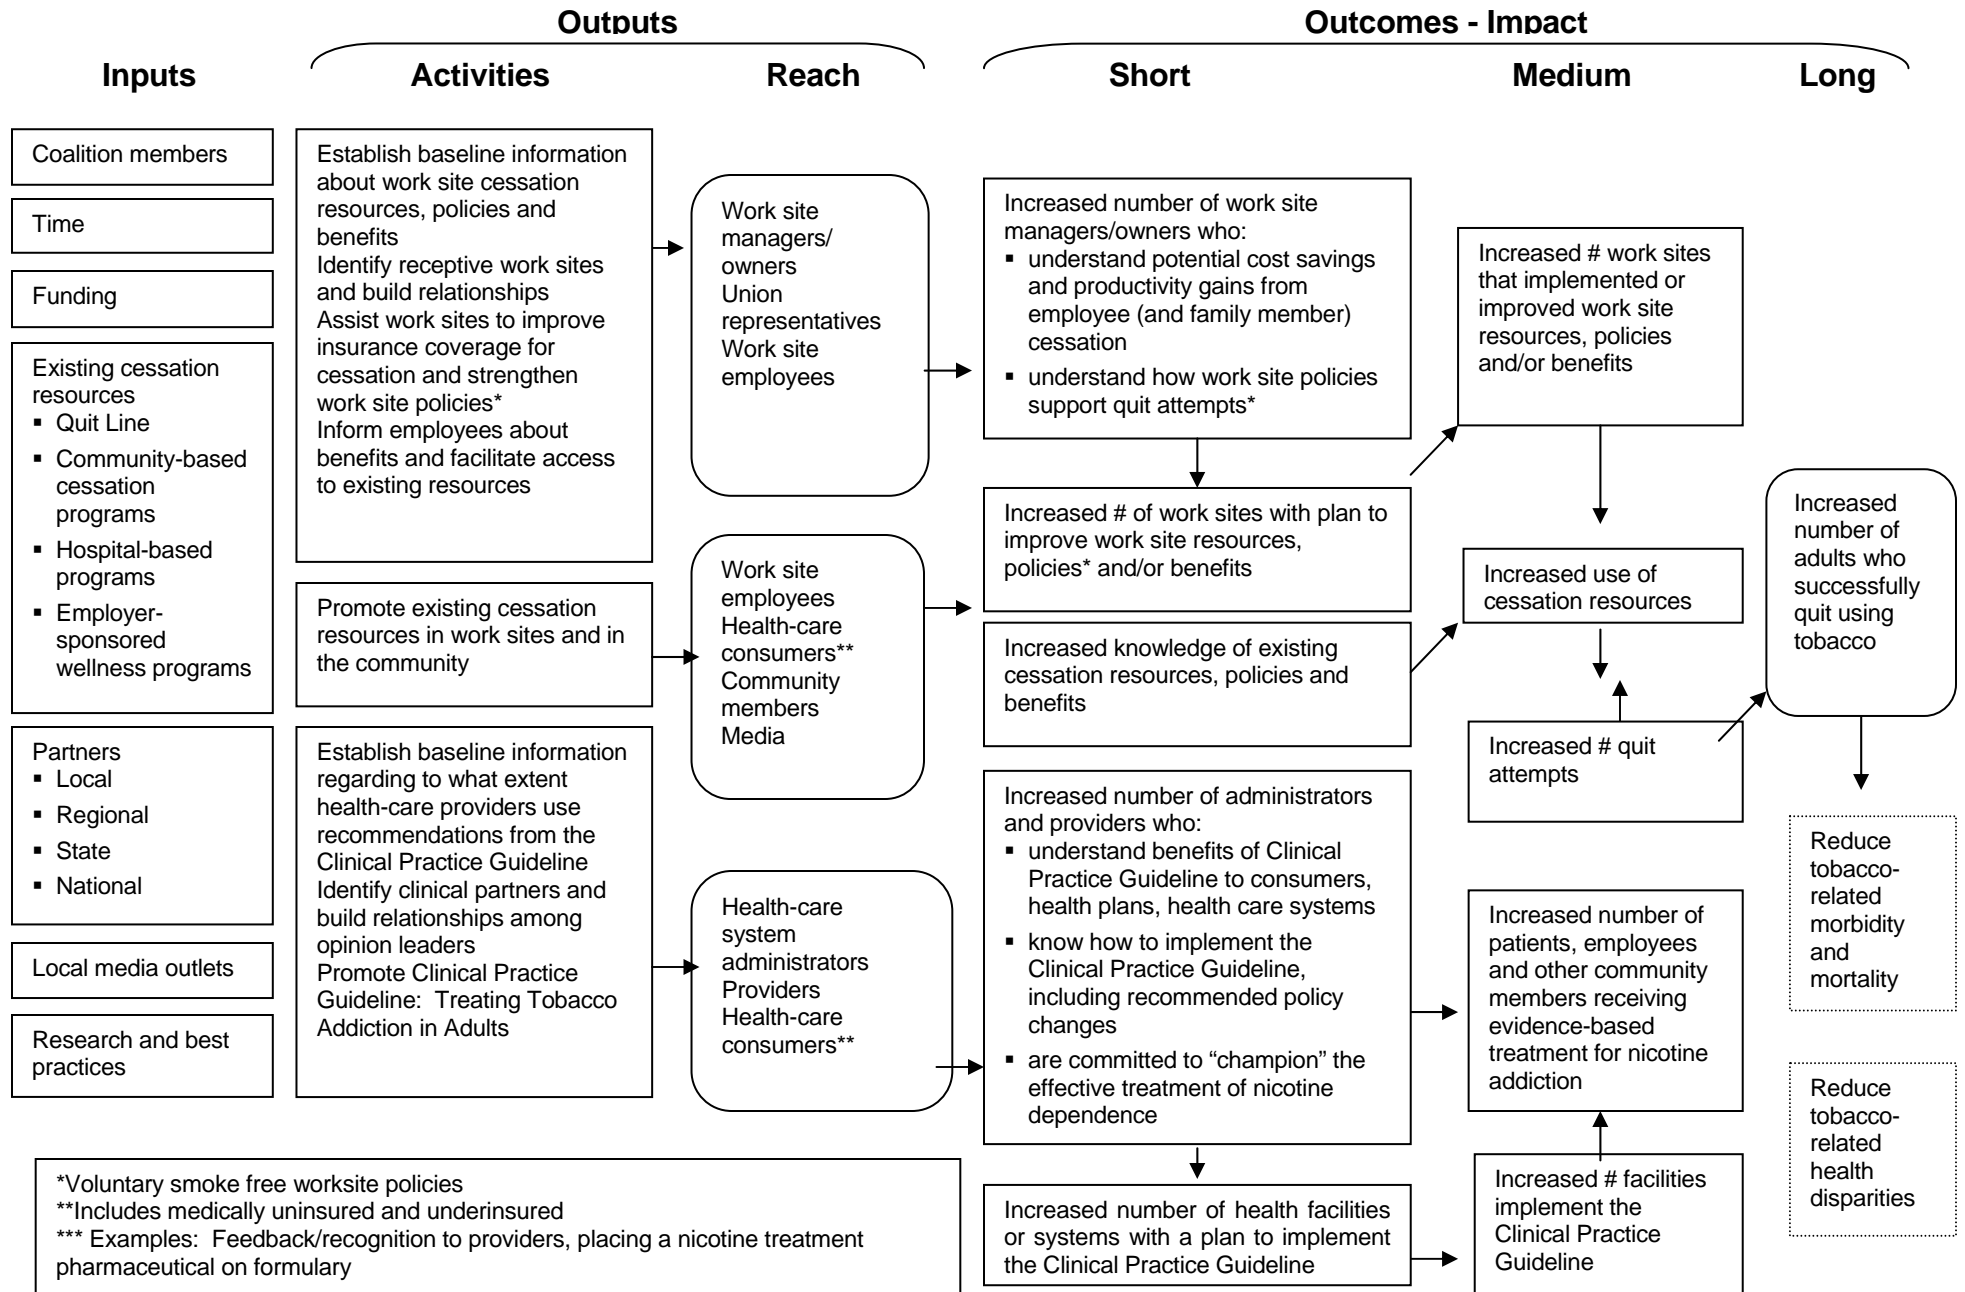 Outputs
Outcomes - Impact
Inputs
Activities
Reach
Short
Medium
Long
Coalition members
Time
Funding
Existing cessation
resources
▪ Quit Line
▪ Community-based
cessation
programs
▪ Hospital-based
programs
▪ Employer-
sponsored
wellness programs
Partners
▪ Local
▪ Regional
▪ State
▪ National
Local media outlets
Research and best
practices
Establish baseline information
about work site cessation
resources, policies and
benefits
Identify receptive work sites
and build relationships
Assist work sites to improve
insurance coverage for
cessation and strengthen
work site policies*
Inform employees about
benefits and facilitate access
to existing resources
Promote existing cessation
resources in work sites and in
the community
Establish baseline information
regarding to what extent
health-care providers use
recommendations from the
Clinical Practice Guideline
Identify clinical partners and
build relationships among
opinion leaders
Promote Clinical Practice
Guideline: Treating Tobacco
Addiction in Adults
Work site
managers/
owners
Union
representatives
Work site
employees
Work site
employees
Health-care
consumers**
Community
members
Media
Health-care
system
administrators
Providers
Health-care
consumers**
Increased number of work site
managers/owners who:
▪ understand potential cost savings
and productivity gains from
employee (and family member)
cessation
▪ understand how work site policies
support quit attempts*
Increased # of work sites with plan to
improve work site resources,
policies* and/or benefits
Increased knowledge of existing
cessation resources, policies and
benefits
Increased number of administrators
and providers who:
▪ understand benefits of Clinical
Practice Guideline to consumers,
health plans, health care systems
▪ know how to implement the
Clinical Practice Guideline,
including recommended policy
changes
▪ are committed to “champion” the
effective treatment of nicotine
dependence
Increased number of health facilities
or systems with a plan to implement
the Clinical Practice Guideline
Increased # work sites
that implemented or
improved work site
resources, policies
and/or benefits
Increased use of
cessation resources
Increased # quit
attempts
Increased number of
patients, employees
and other community
members receiving
evidence-based
treatment for nicotine
addiction
Increased # facilities
implement the
Clinical Practice
Guideline
Increased
number of
adults who
successfully
quit using
tobacco
Reduce
tobacco-
related
morbidity
and
mortality
Reduce
tobacco-
related
health
disparities
*Voluntary smoke free worksite policies
**Includes medically uninsured and underinsured
*** Examples: Feedback/recognition to providers, placing a nicotine treatment
pharmaceutical on formulary